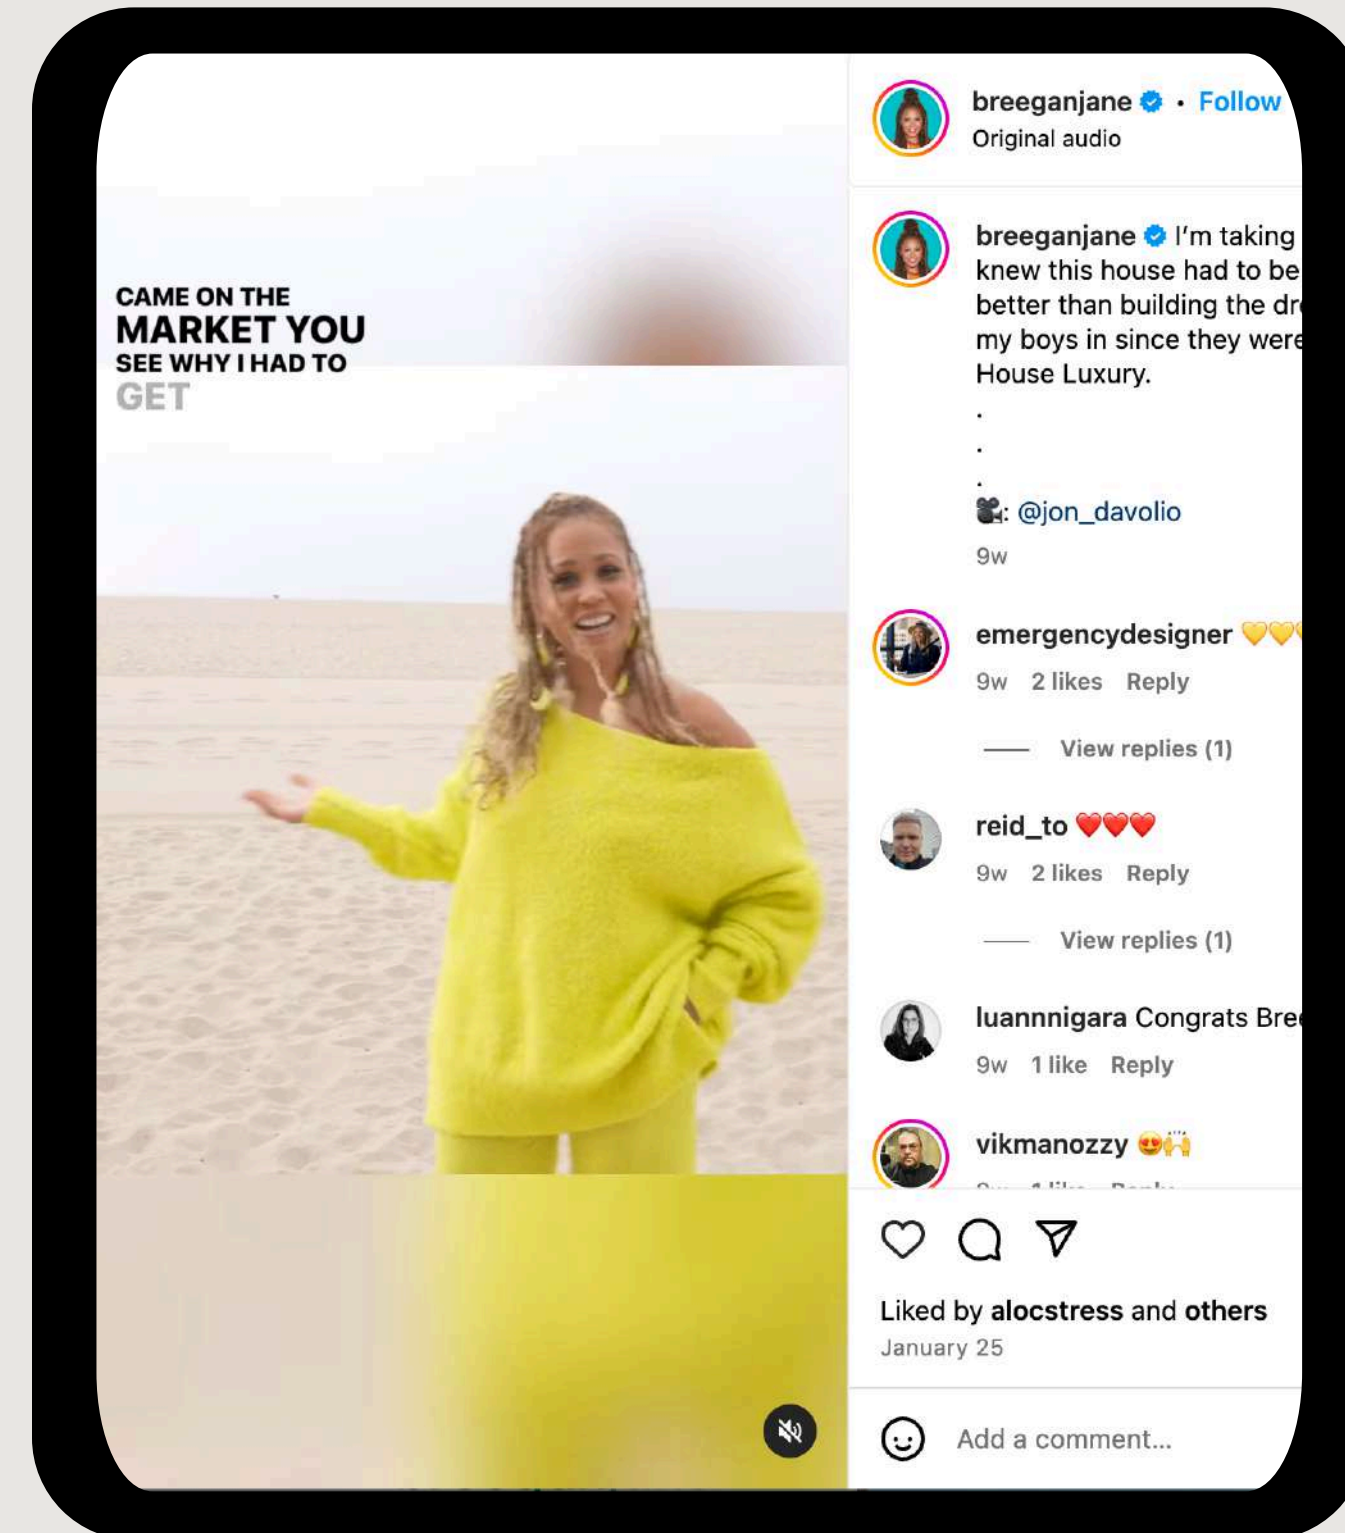 CAME ON THE
MARKET YOU
SEE WHY I HAD TO
GET
breeganjane • Follow
Original audio
breeganjane I'm taking
knew this house had to be
better than building the
my boys in since they were
House Luxury.
.
.
.
🎥: @jon_davolio
9w
emergencydesigner 💛💛
9w 2 likes Reply
View replies (1)
reid_to ❤️❤️❤️
9w 2 likes Reply
View replies (1)
luannnigara Congrats
9w 1 like Reply
vikmanozzy 😍🙌
Liked by alocstress and others
January 25
Add a comment...